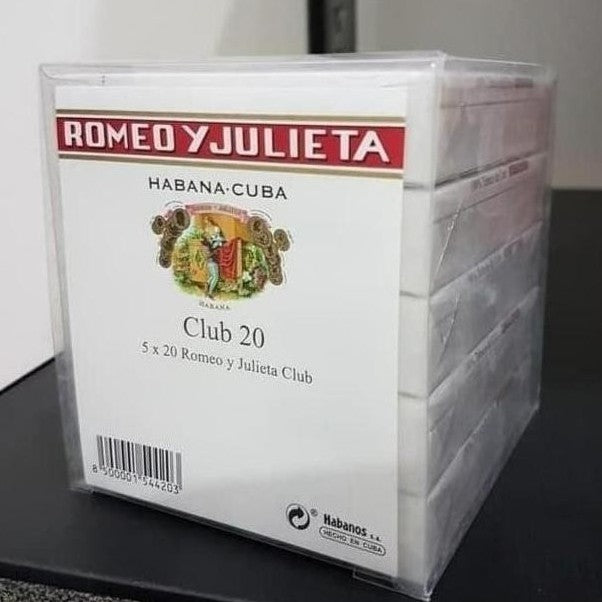 ROMEO Y JULIETA
HABANA·CUBA
HABANA
Club 20
5 x 20 Romeo y Julieta Club
8 500001 544203
® Habanos s.a.
HECHO EN CUBA